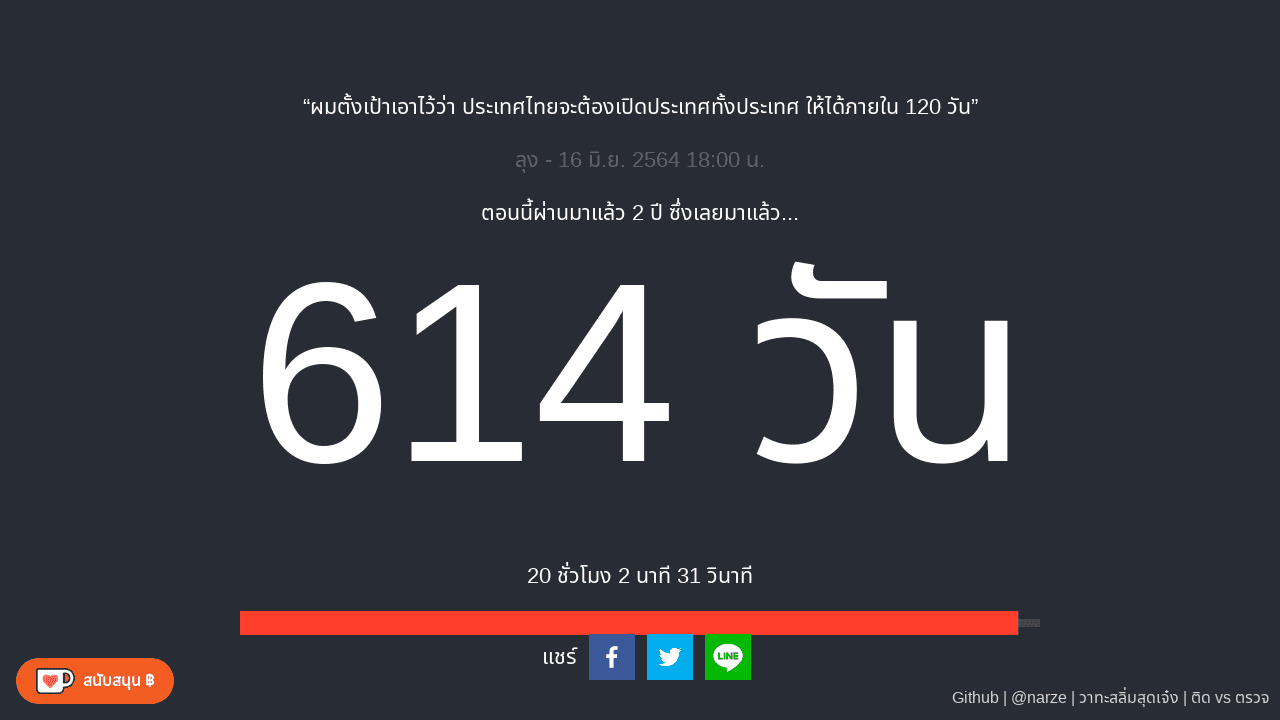 “ผมตั้งเป้าเอาไว้ว่า ประเทศไทยจะต้องเปิดประเทศทั้งประเทศ ให้ได้ภายใน 120 วัน”
ลุง - 16 มิ.ย. 2564 18:00 น.
ตอนนี้ผ่านมาแล้ว 2 ปี ซึ่งเลยมาแล้ว...
614 วัน
20 ชั่วโมง 2 นาที 31 วินาที
แชร์
LINE
สนับสนุน ฿
Github | @narze | วาทะสลิ่มสุดเจ๋ง | ติด vs ตรวจ